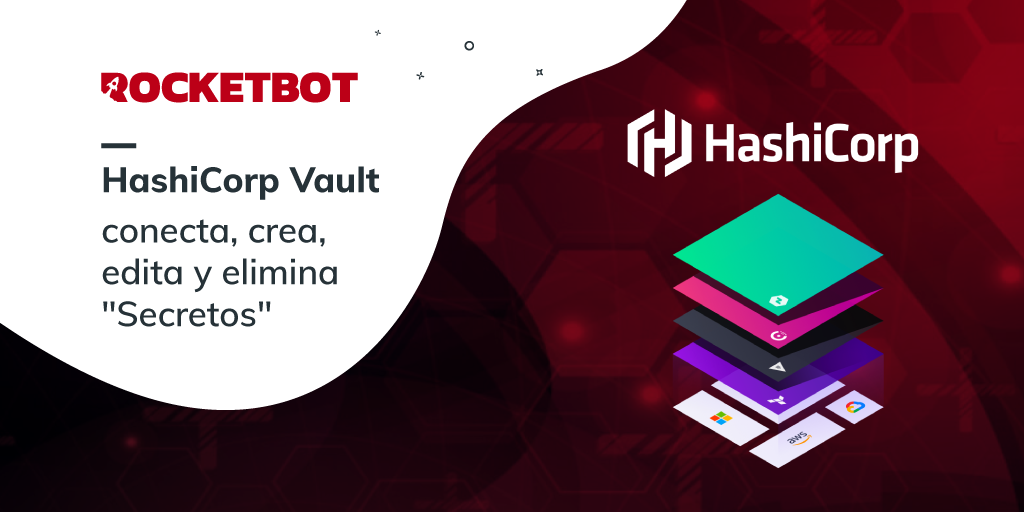 ROCKETBOT
HashiCorp Vault
conecta, crea,
edita y elimina
"Secretos"
HashiCorp
aws